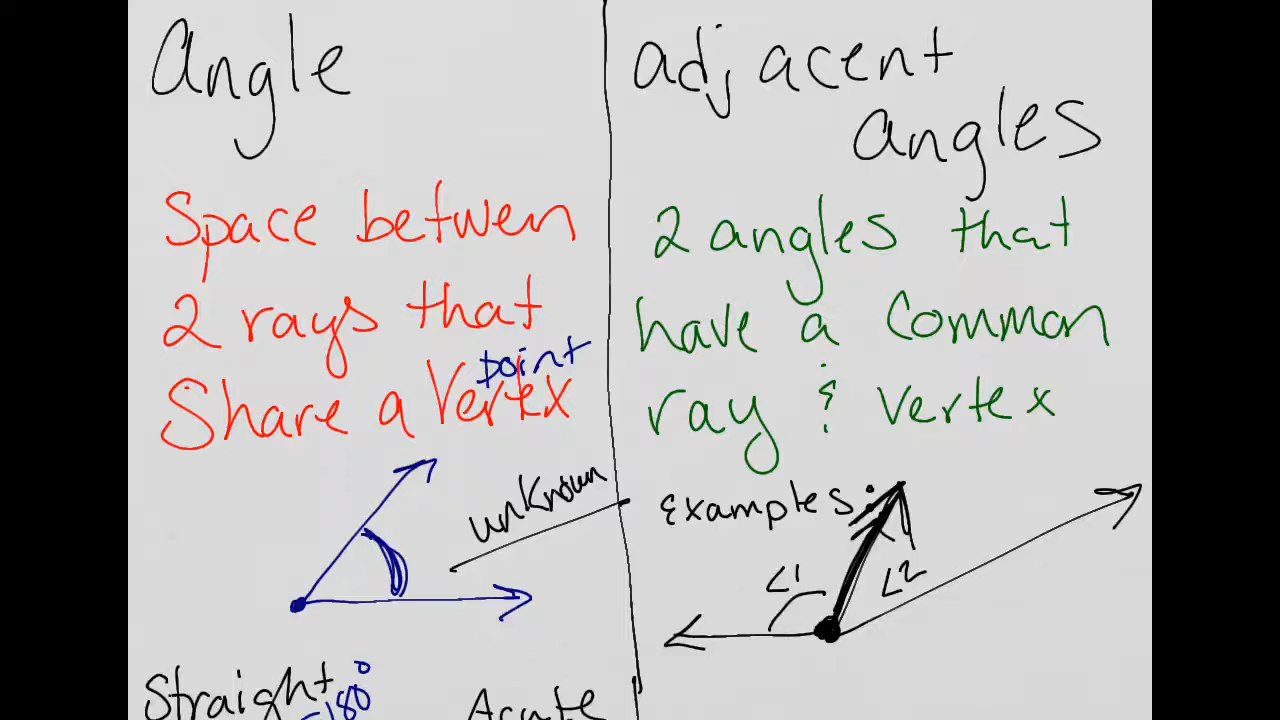 Angle
Space between
2 rays that
point
Share a Vertex
unknown
Straight
=180°
Acute
adjacent
angles
2 angles that
have a common
ray & vertex
Examples:
∠1
∠2